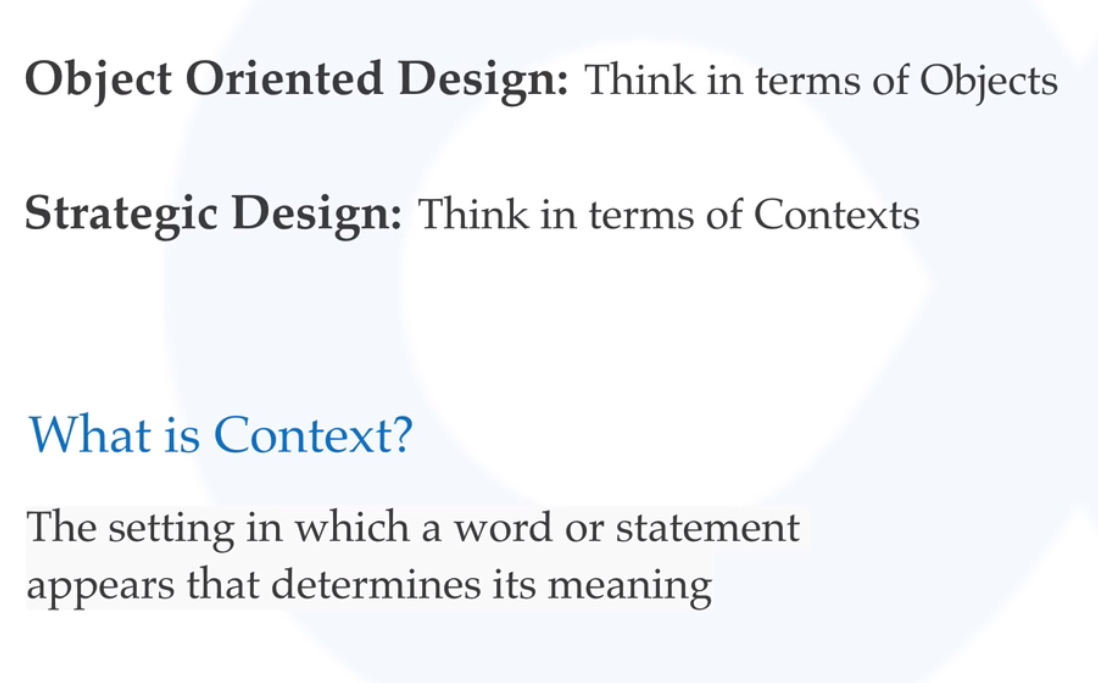 Object Oriented Design: Think in terms of Objects
Strategic Design: Think in terms of Contexts
What is Context?
The setting in which a word or statement
appears that determines its meaning